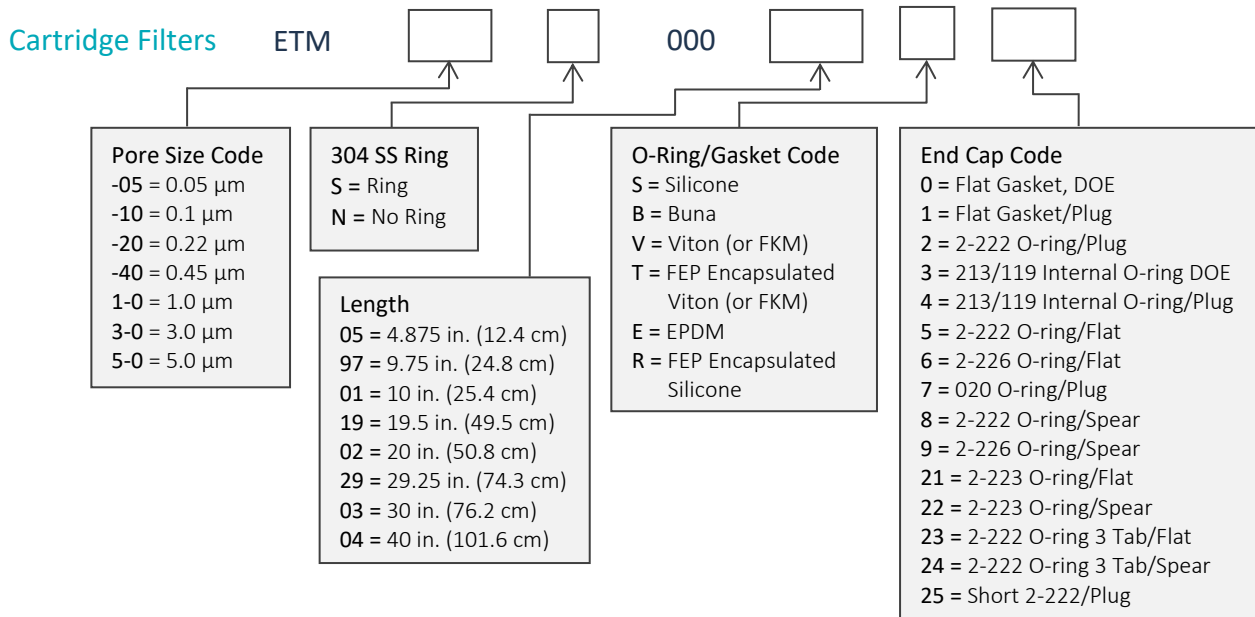 Cartridge Filters ETM 000
Pore Size Code
-05 = 0.05 µm
-10 = 0.1 µm
-20 = 0.22 µm
-40 = 0.45 µm
1-0 = 1.0 µm
3-0 = 3.0 µm
5-0 = 5.0 µm
304 SS Ring
S = Ring
N = No Ring
Length
05 = 4.875 in. (12.4 cm)
97 = 9.75 in. (24.8 cm)
01 = 10 in. (25.4 cm)
19 = 19.5 in. (49.5 cm)
02 = 20 in. (50.8 cm)
29 = 29.25 in. (74.3 cm)
03 = 30 in. (76.2 cm)
04 = 40 in. (101.6 cm)
O-Ring/Gasket Code
S = Silicone
B = Buna
V = Viton (or FKM)
T = FEP Encapsulated
Viton (or FKM)
E = EPDM
R = FEP Encapsulated
Silicone
End Cap Code
0 = Flat Gasket, DOE
1 = Flat Gasket/Plug
2 = 2-222 O-ring/Plug
3 = 213/119 Internal O-ring DOE
4 = 213/119 Internal O-ring/Plug
5 = 2-222 O-ring/Flat
6 = 2-226 O-ring/Flat
7 = 020 O-ring/Plug
8 = 2-222 O-ring/Spear
9 = 2-226 O-ring/Spear
21 = 2-223 O-ring/Flat
22 = 2-223 O-ring/Spear
23 = 2-222 O-ring 3 Tab/Flat
24 = 2-222 O-ring 3 Tab/Spear
25 = Short 2-222/Plug